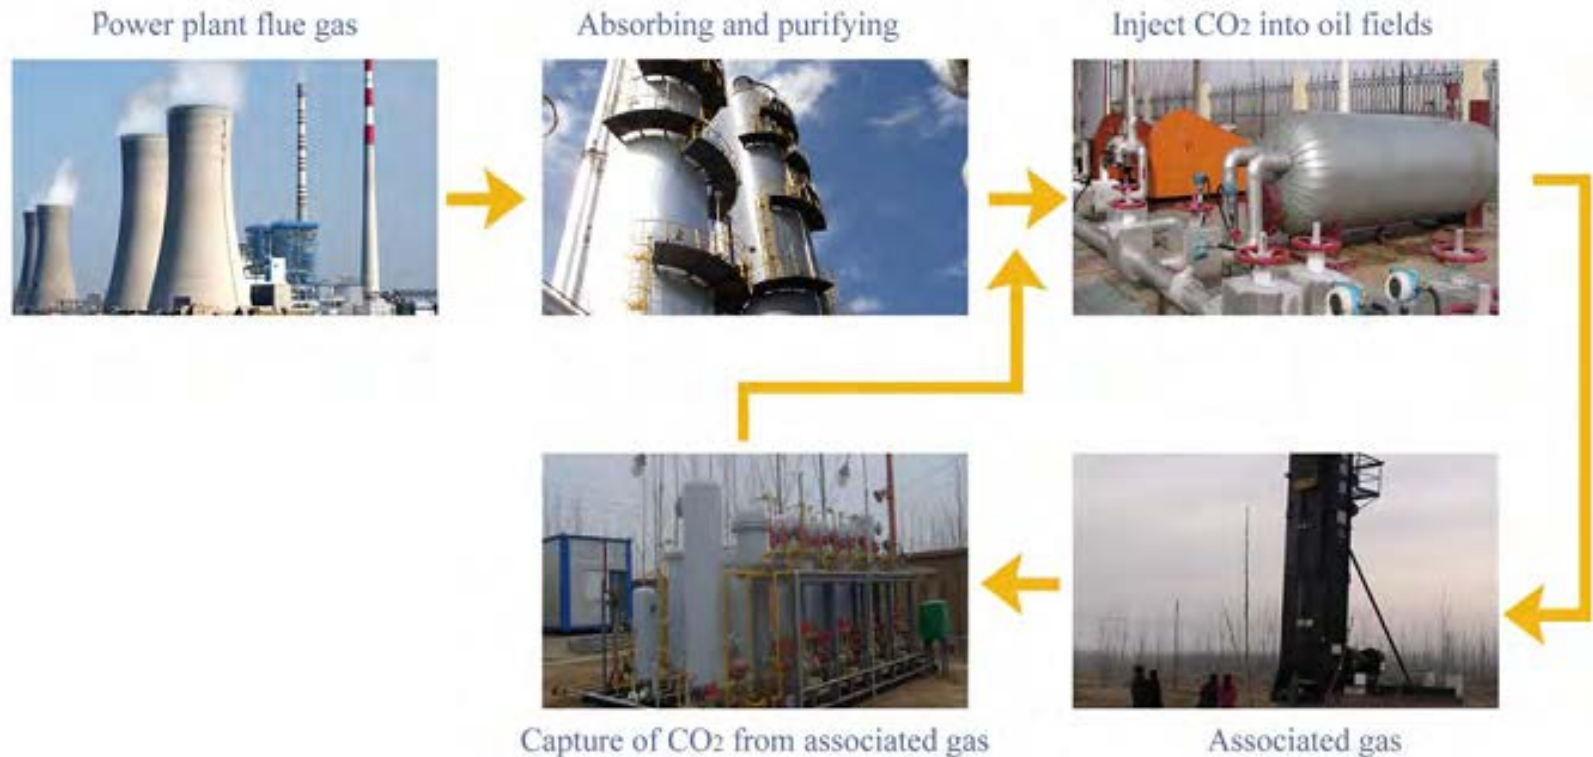 Power plant flue gas
Absorbing and purifying
Inject CO₂ into oil fields
Capture of CO₂ from associated gas
Associated gas